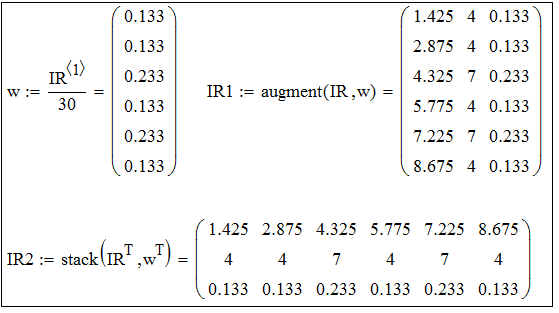 w := IR⟨1⟩ / 30 = (0.133 0.133 0.233 0.133 0.233 0.133)
IR1 := augment(IR ,w) =
1.425 4 0.133
2.875 4 0.133
4.325 7 0.233
5.775 4 0.133
7.225 7 0.233
8.675 4 0.133
IR2 := stack(IRᵀ ,wᵀ) =
1.425 2.875 4.325 5.775 7.225 8.675
4 4 7 4 7 4
0.133 0.133 0.233 0.133 0.233 0.133